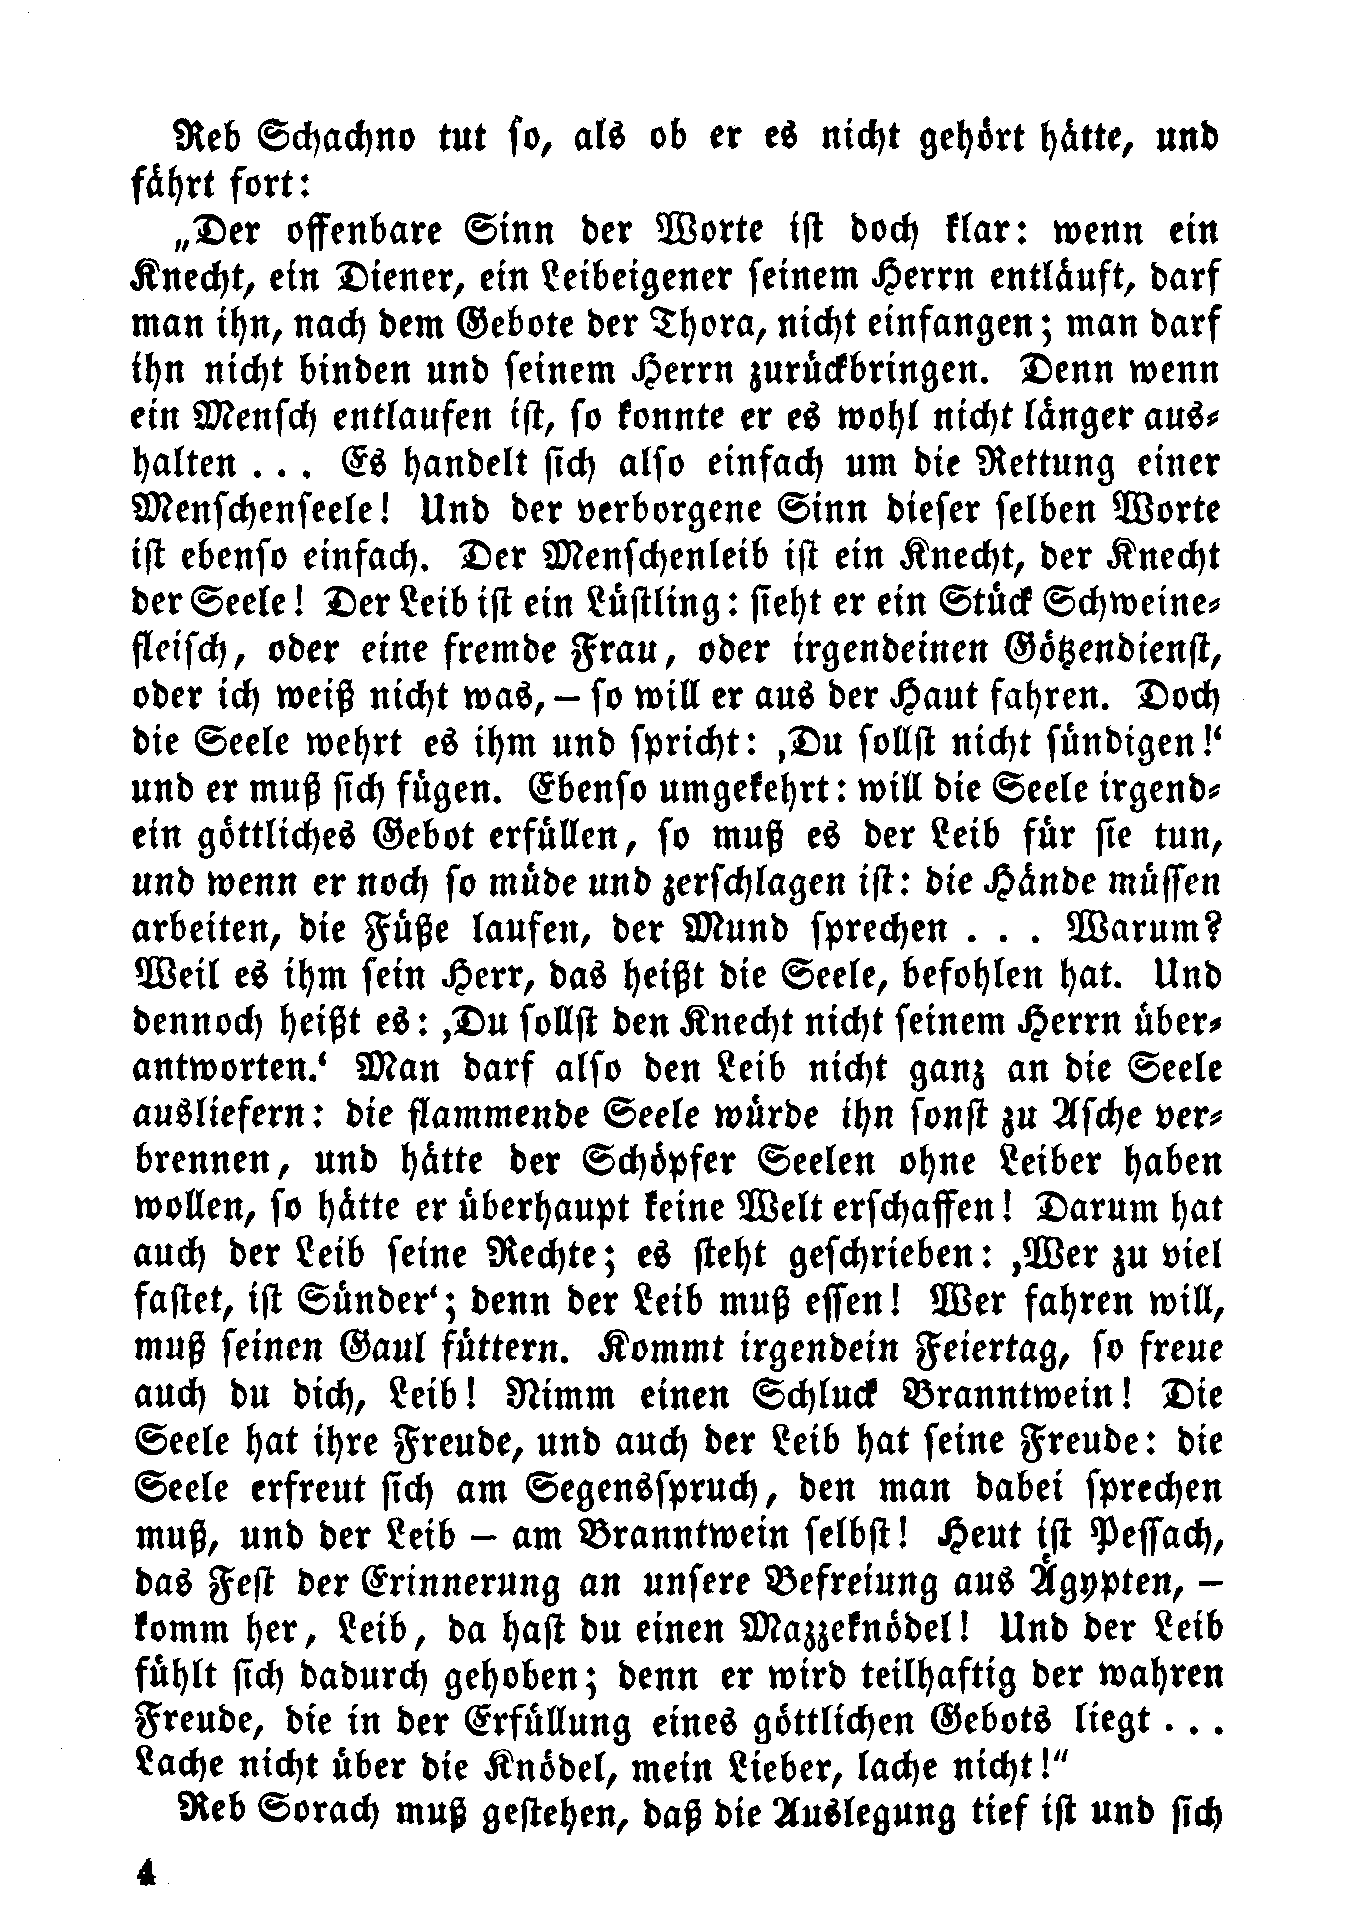 Reb Schachno tut so, als ob er es nicht gehört hätte, und
fährt fort:
„Der offenbare Sinn der Worte ist doch klar: wenn ein
Knecht, ein Diener, ein Leibeigener seinem Herrn entläuft, darf
man ihn, nach dem Gebote der Thora, nicht einfangen; man darf
ihn nicht binden und seinem Herrn zurückbringen. Denn wenn
ein Mensch entlaufen ist, so konnte er es wohl nicht länger aus-
halten . . . Es handelt sich also einfach um die Rettung einer
Menschenseele! Und der verborgene Sinn dieser selben Worte
ist ebenso einfach. Der Menschenleib ist ein Knecht, der Knecht
der Seele! Der Leib ist ein Lüstling: sieht er ein Stück Schweine-
fleisch, oder eine fremde Frau, oder irgendeinen Götzendienst,
oder ich weiß nicht was, – so will er aus der Haut fahren. Doch
die Seele wehrt es ihm und spricht: ‚Du sollst nicht sündigen!‘
und er muß sich fügen. Ebenso umgekehrt: will die Seele irgend-
ein göttliches Gebot erfüllen, so muß es der Leib für sie tun,
und wenn er noch so müde und zerschlagen ist: die Hände müssen
arbeiten, die Füße laufen, der Mund sprechen . . . Warum?
Weil es ihm sein Herr, das heißt die Seele, befohlen hat. Und
dennoch heißt es: ‚Du sollst den Knecht nicht seinem Herrn über-
antworten.‘ Man darf also den Leib nicht ganz an die Seele
ausliefern: die flammende Seele würde ihn sonst zu Asche ver-
brennen, und hätte der Schöpfer Seelen ohne Leiber haben
wollen, so hätte er überhaupt keine Welt erschaffen! Darum hat
auch der Leib seine Rechte; es steht geschrieben: ‚Wer zu viel
fastet, ist Sünder‘; denn der Leib muß essen! Wer fahren will,
muß seinen Gaul füttern. Kommt irgendein Feiertag, so freue
auch du dich, Leib! Nimm einen Schluck Branntwein! Die
Seele hat ihre Freude, und auch der Leib hat seine Freude: die
Seele erfreut sich am Segensspruch, den man dabei sprechen
muß, und der Leib – am Branntwein selbst! Heut ist Pessach,
das Fest der Erinnerung an unsere Befreiung aus Ägypten, –
komm her, Leib, da hast du einen Mazzeknödel! Und der Leib
fühlt sich dadurch gehoben; denn er wird teilhaftig der wahren
Freude, die in der Erfüllung eines göttlichen Gebots liegt . . .
Lache nicht über die Knödel, mein Lieber, lache nicht!“
Reb Sorach muß gestehen, daß die Auslegung tief ist und sich
4